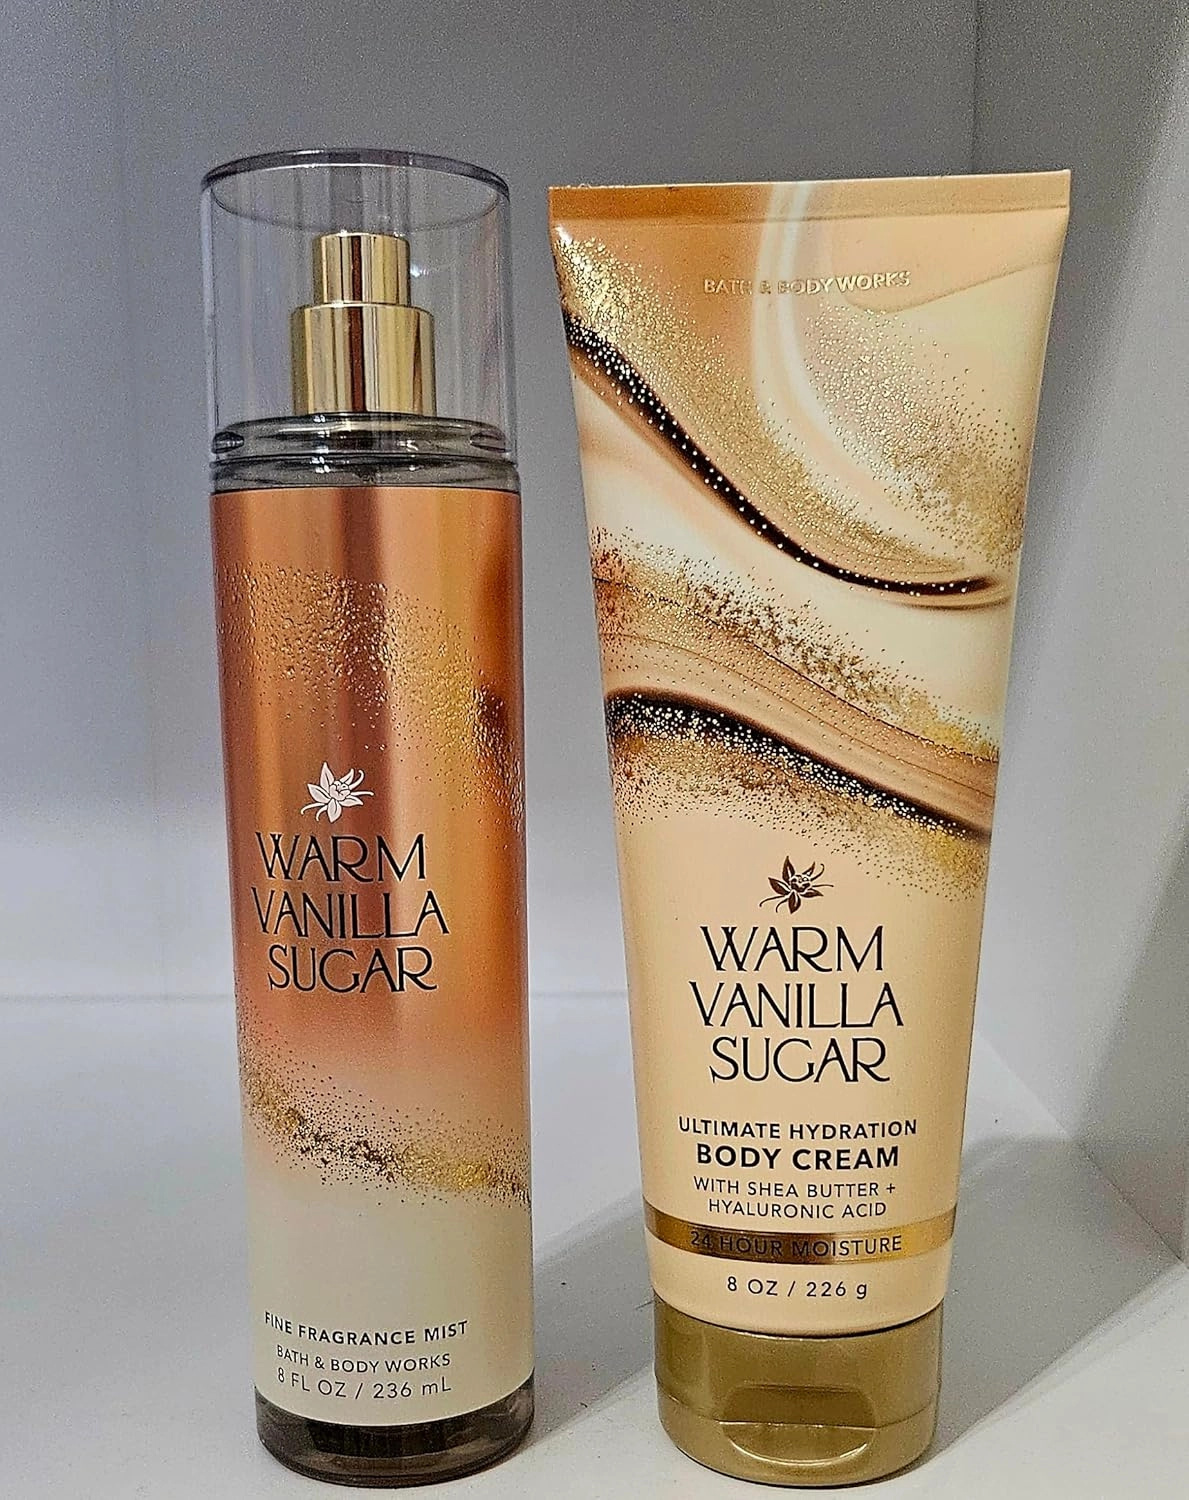 WARM
VANILLA
SUGAR
FINE FRAGRANCE MIST
BATH & BODY WORKS
8 FL OZ / 236 mL
BATH & BODY WORKS
WARM
VANILLA
SUGAR
ULTIMATE HYDRATION
BODY CREAM
WITH SHEA BUTTER +
HYALURONIC ACID
24 HOUR MOISTURE
8 OZ / 226 g